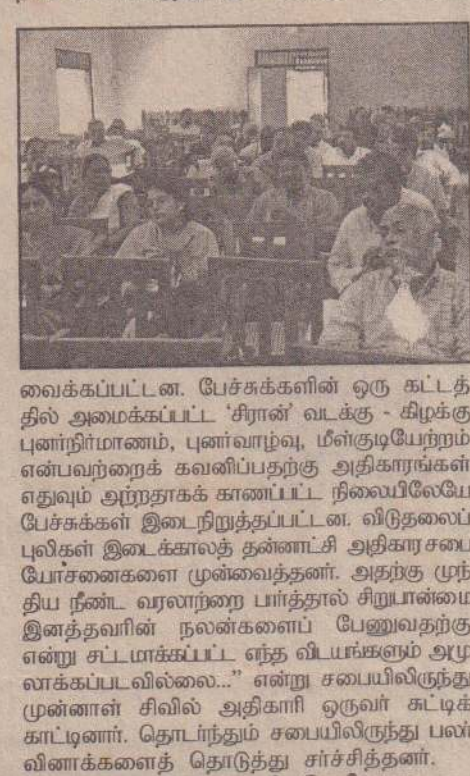 வைக்கப்பட்டன. பேச்சுக்களின் ஒரு கட்டத்
தில் அமைக்கப்பட்ட 'சிரான்' வடக்கு - கிழக்கு
புனர்நிர்மாணம், புனர்வாழ்வு, மீள்குடியேற்றம்
என்பவற்றைக் கவனிப்பதற்கு அதிகாரங்கள்
எதுவும் அற்றதாகக் காணப்பட்ட நிலையிலேயே
பேச்சுக்கள் இடைநிறுத்தப்பட்டன. விடுதலைப்
புலிகள் இடைக்காலத் தன்னாட்சி அதிகாரசபை
யோசனைகளை முன்வைத்தனர். அதற்கு முந்
திய நீண்ட வரலாற்றை பார்த்தால் சிறுபான்மை
இனத்தவரின் நலன்களைப் பேணுவதற்கு
என்று சட்டமாக்கப்பட்ட எந்த விடயங்களும் அமு
லாக்கப்படவில்லை..." என்று சபையிலிருந்து
முன்னாள் சிவில் அதிகாரி ஒருவர் சுட்டிக்
காட்டினார். தொடர்ந்தும் சபையிலிருந்து பலர்
வினாக்களைத் தொடுத்து சர்ச்சித்தனர்.